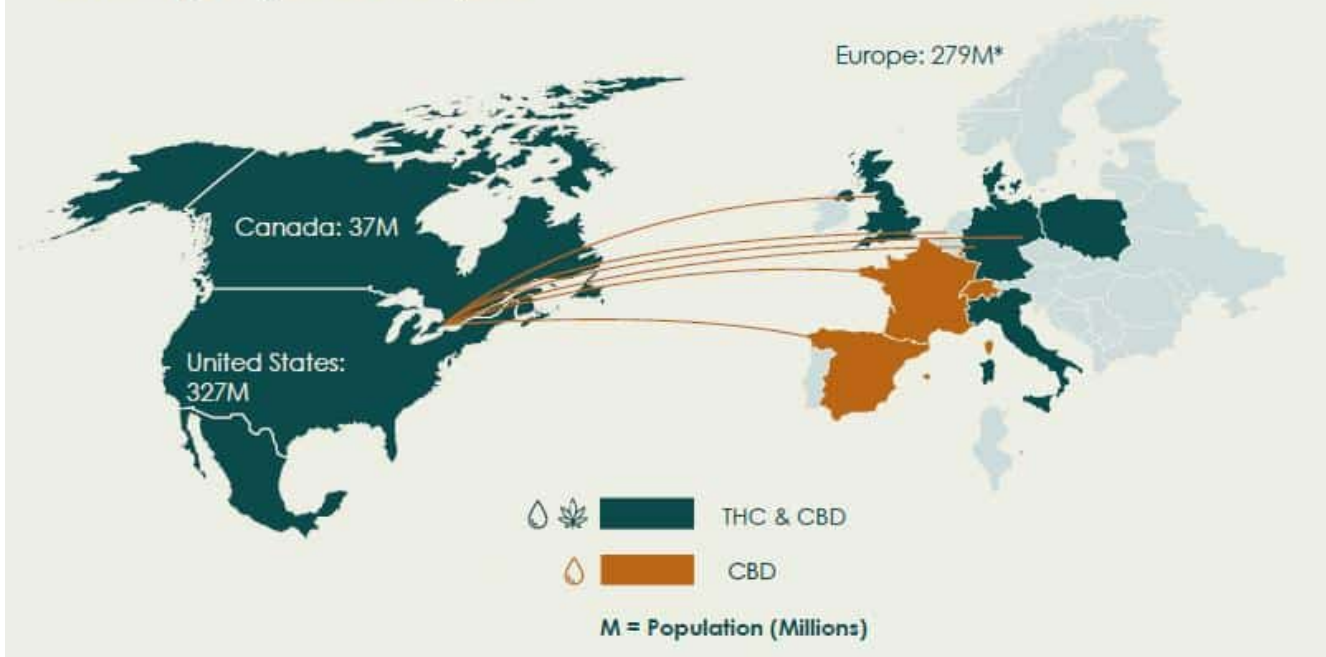 Europe: 279M*
Canada: 37M
United States:
327M
THC & CBD
CBD
M = Population (Millions)